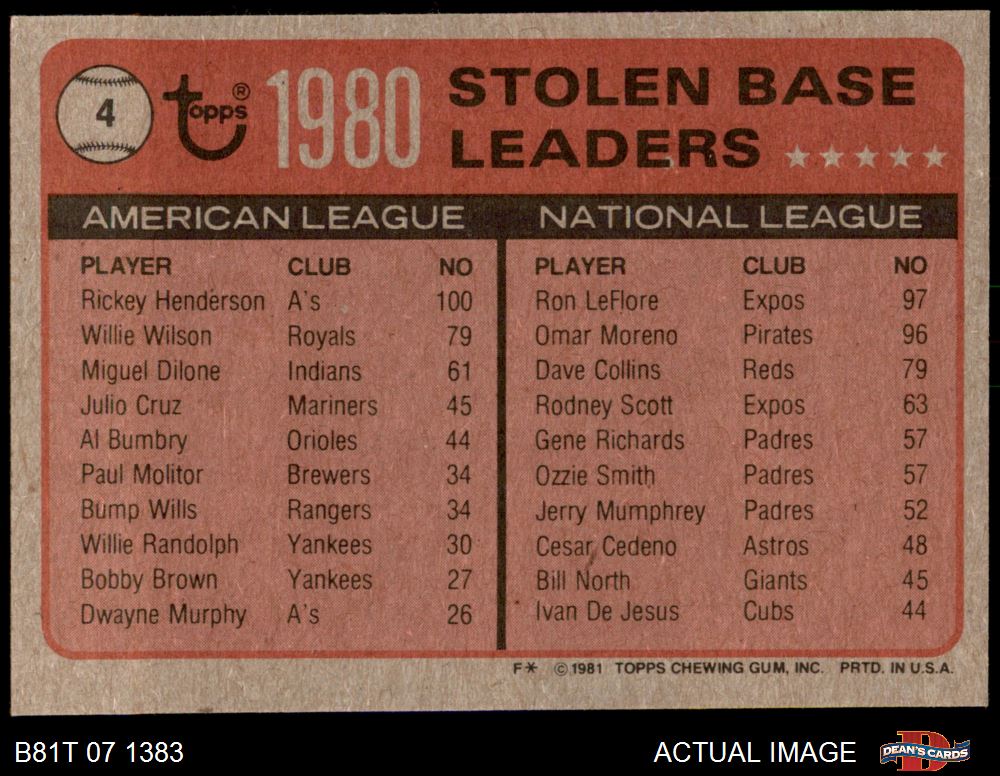 4 Topps® 1980 STOLEN BASE
LEADERS
AMERICAN LEAGUE
PLAYER CLUB NO
Rickey Henderson A's 100
Willie Wilson Royals 79
Miguel Dilone Indians 61
Julio Cruz Mariners 45
Al Bumbry Orioles 44
Paul Molitor Brewers 34
Bump Wills Rangers 34
Willie Randolph Yankees 30
Bobby Brown Yankees 27
Dwayne Murphy A's 26
NATIONAL LEAGUE
PLAYER CLUB NO
Ron LeFlore Expos 97
Omar Moreno Pirates 96
Dave Collins Reds 79
Rodney Scott Expos 63
Gene Richards Padres 57
Ozzie Smith Padres 57
Jerry Mumphrey Padres 52
Cesar Cedeno Astros 48
Bill North Giants 45
Ivan De Jesus Cubs 44
F* ©1981 TOPPS CHEWING GUM, INC. PRTD. IN U.S.A.
B81T 07 1383
ACTUAL IMAGE
DEAN'S CARDS